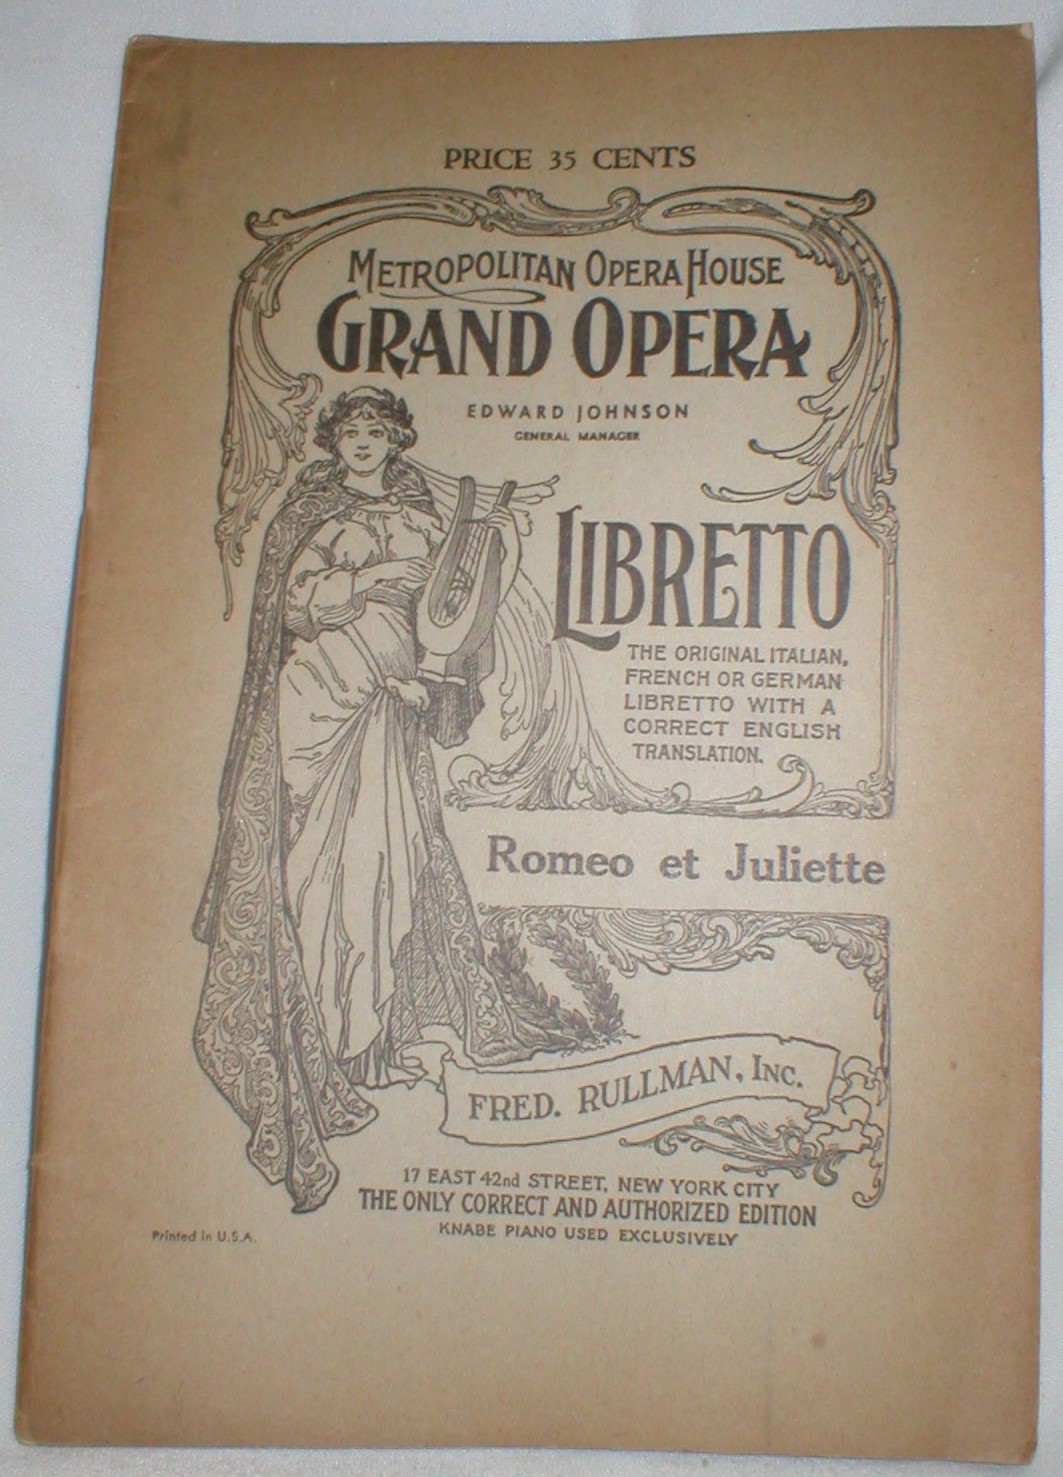 PRICE 35 CENTS
METROPOLITAN OPERA HOUSE
GRAND OPERA
EDWARD JOHNSON
GENERAL MANAGER
LIBRETTO
THE ORIGINAL ITALIAN,
FRENCH OR GERMAN
LIBRETTO WITH A
CORRECT ENGLISH
TRANSLATION.
Romeo et Juliette
FRED. RULLMAN, INC.
17 EAST 42nd STREET, NEW YORK CITY
THE ONLY CORRECT AND AUTHORIZED EDITION
KNABE PIANO USED EXCLUSIVELY
Printed in U.S.A.